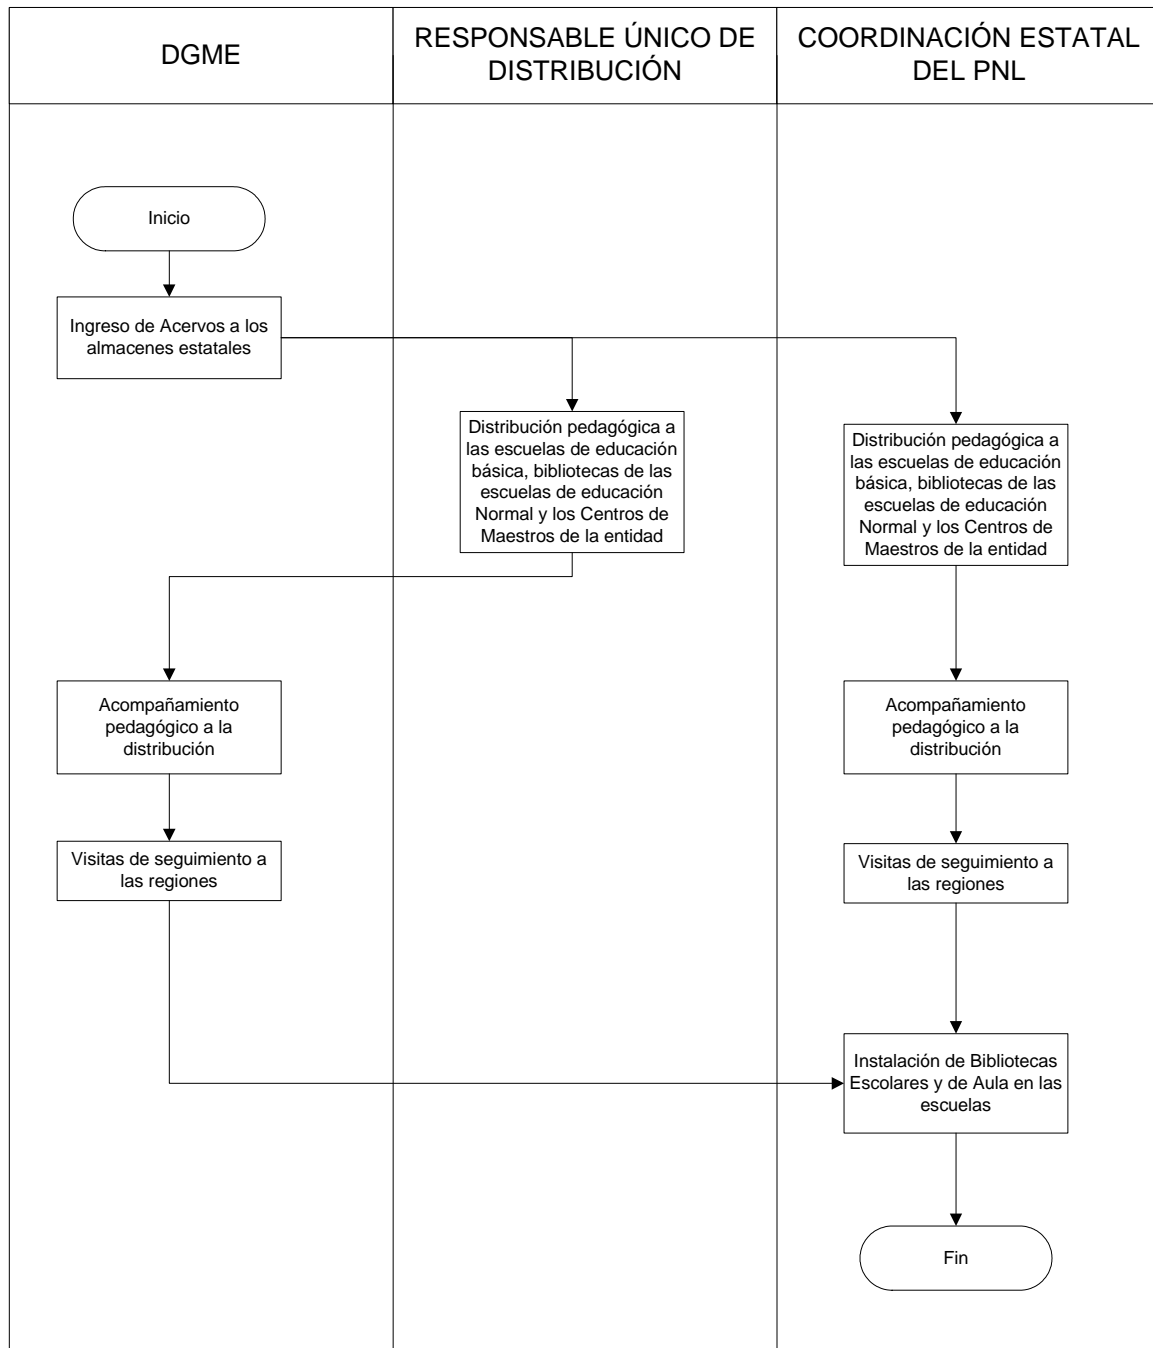 DGME
RESPONSABLE ÚNICO DE
DISTRIBUCIÓN
COORDINACIÓN ESTATAL
DEL PNL
Inicio
Ingreso de Acervos a los
almacenes estatales
Distribución pedagógica a
las escuelas de educación
básica, bibliotecas de las
escuelas de educación
Normal y los Centros de
Maestros de la entidad
Distribución pedagógica a
las escuelas de educación
básica, bibliotecas de las
escuelas de educación
Normal y los Centros de
Maestros de la entidad
Acompañamiento
pedagógico a la
distribución
Acompañamiento
pedagógico a la
distribución
Visitas de seguimiento a
las regiones
Visitas de seguimiento a
las regiones
Instalación de Bibliotecas
Escolares y de Aula en las
escuelas
Fin